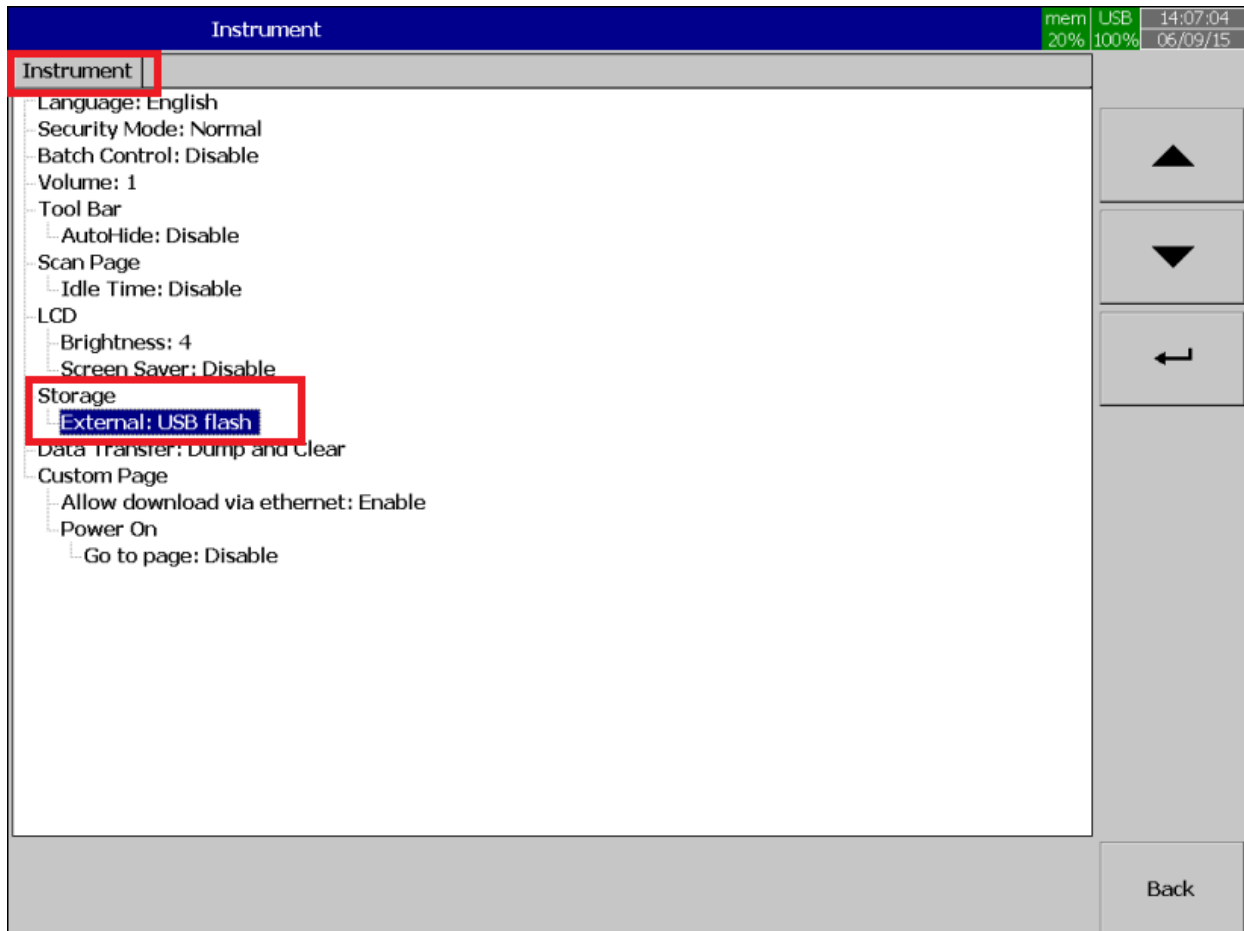 Instrument
mem USB 14:07:04
20% 100% 06/09/15
Instrument
Language: English
Security Mode: Normal
Batch Control: Disable
Volume: 1
Tool Bar
AutoHide: Disable
Scan Page
Idle Time: Disable
LCD
Brightness: 4
Screen Saver: Disable
Storage
External: USB flash
Data Transfer: Dump and Clear
Custom Page
Allow download via ethernet: Enable
Power On
Go to page: Disable
Back